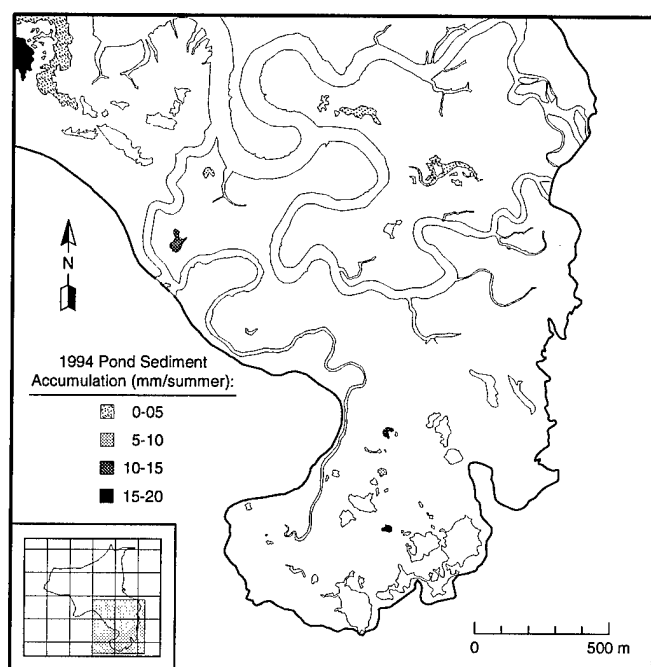 N
1994 Pond Sediment
Accumulation (mm/summer):
0-05
5-10
10-15
15-20
0 500 m